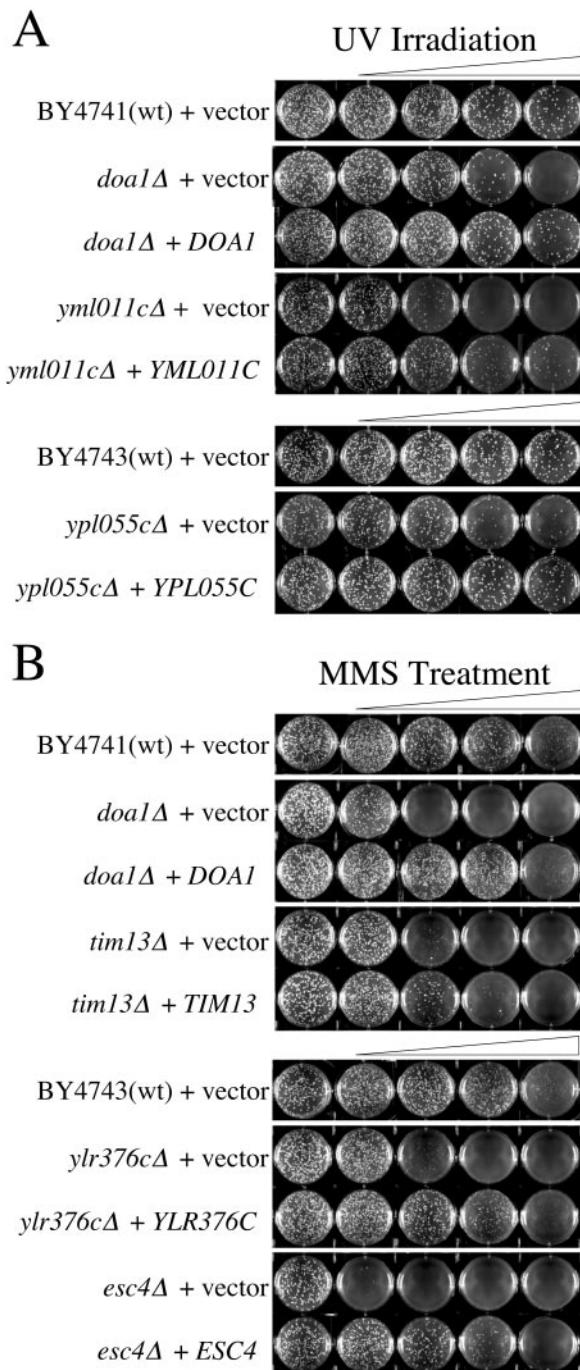 A
UV Irradiation
BY4741(wt) + vector
doa1Δ + vector
doa1Δ + DOA1
yml011cΔ + vector
yml011cΔ + YML011C
BY4743(wt) + vector
ypl055cΔ + vector
ypl055cΔ + YPL055C
B
MMS Treatment
BY4741(wt) + vector
doa1Δ + vector
doa1Δ + DOA1
tim13Δ + vector
tim13Δ + TIM13
BY4743(wt) + vector
ylr376cΔ + vector
ylr376cΔ + YLR376C
esc4Δ + vector
esc4Δ + ESC4